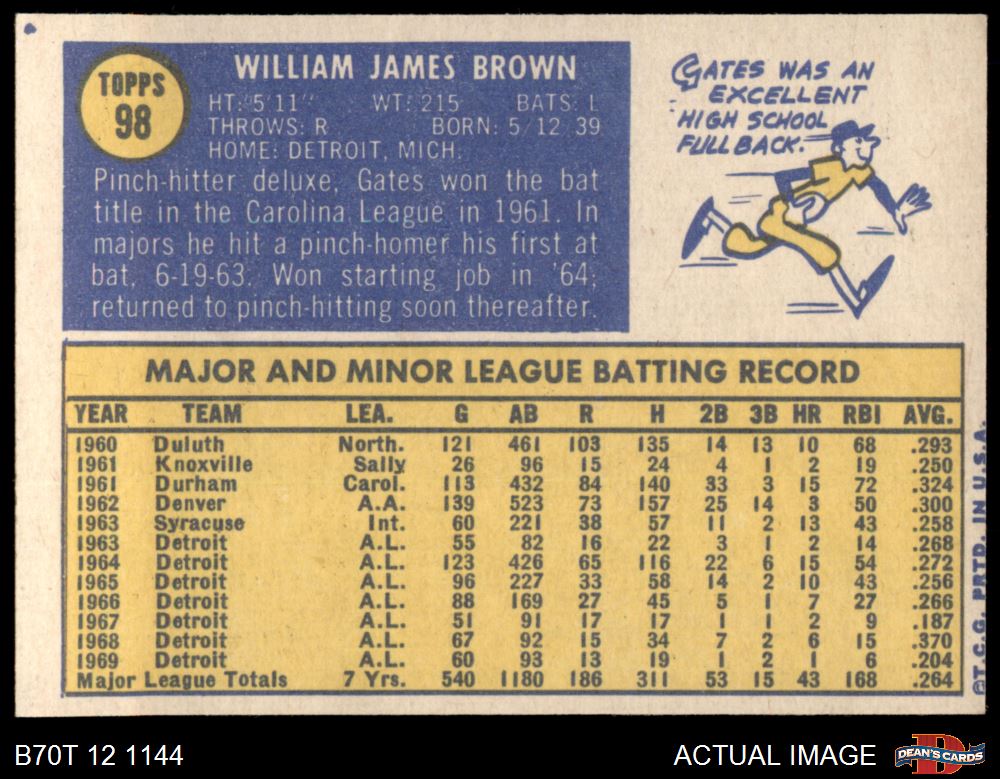 TOPPS
98
WILLIAM JAMES BROWN
HT: 5'11" WT: 215 BATS: L
THROWS: R BORN: 5/12/39
HOME: DETROIT, MICH.
Pinch-hitter deluxe, Gates won the bat
title in the Carolina League in 1961. In
majors he hit a pinch-homer his first at
bat, 6-19-63. Won starting job in '64;
returned to pinch-hitting soon thereafter.
GATES WAS AN
EXCELLENT
HIGH SCHOOL
FULLBACK.
MAJOR AND MINOR LEAGUE BATTING RECORD
YEAR TEAM LEA. G AB R H 2B 3B HR RBI AVG.
1960 Duluth North. 121 461 103 135 14 13 10 68 .293
1961 Knoxville Sally 26 96 15 24 4 1 2 19 .250
1961 Durham Carol. 113 432 84 140 33 3 15 72 .324
1962 Denver A.A. 139 523 73 157 25 14 3 50 .300
1963 Syracuse Int. 60 221 38 57 11 2 13 43 .258
1963 Detroit A.L. 55 82 16 22 3 1 2 14 .268
1964 Detroit A.L. 123 426 65 116 22 6 15 54 .272
1965 Detroit A.L. 96 227 33 58 14 2 10 43 .256
1966 Detroit A.L. 88 169 27 45 5 1 7 27 .266
1967 Detroit A.L. 51 91 17 17 1 1 2 9 .187
1968 Detroit A.L. 67 92 15 34 7 2 6 15 .370
1969 Detroit A.L. 60 93 13 19 1 2 1 6 .204
Major League Totals 7 Yrs. 540 1180 186 311 53 15 43 168 .264
©T.C.G. PRTD. IN U.S.A.
B70T 12 1144
ACTUAL IMAGE
DEAN'S CARDS